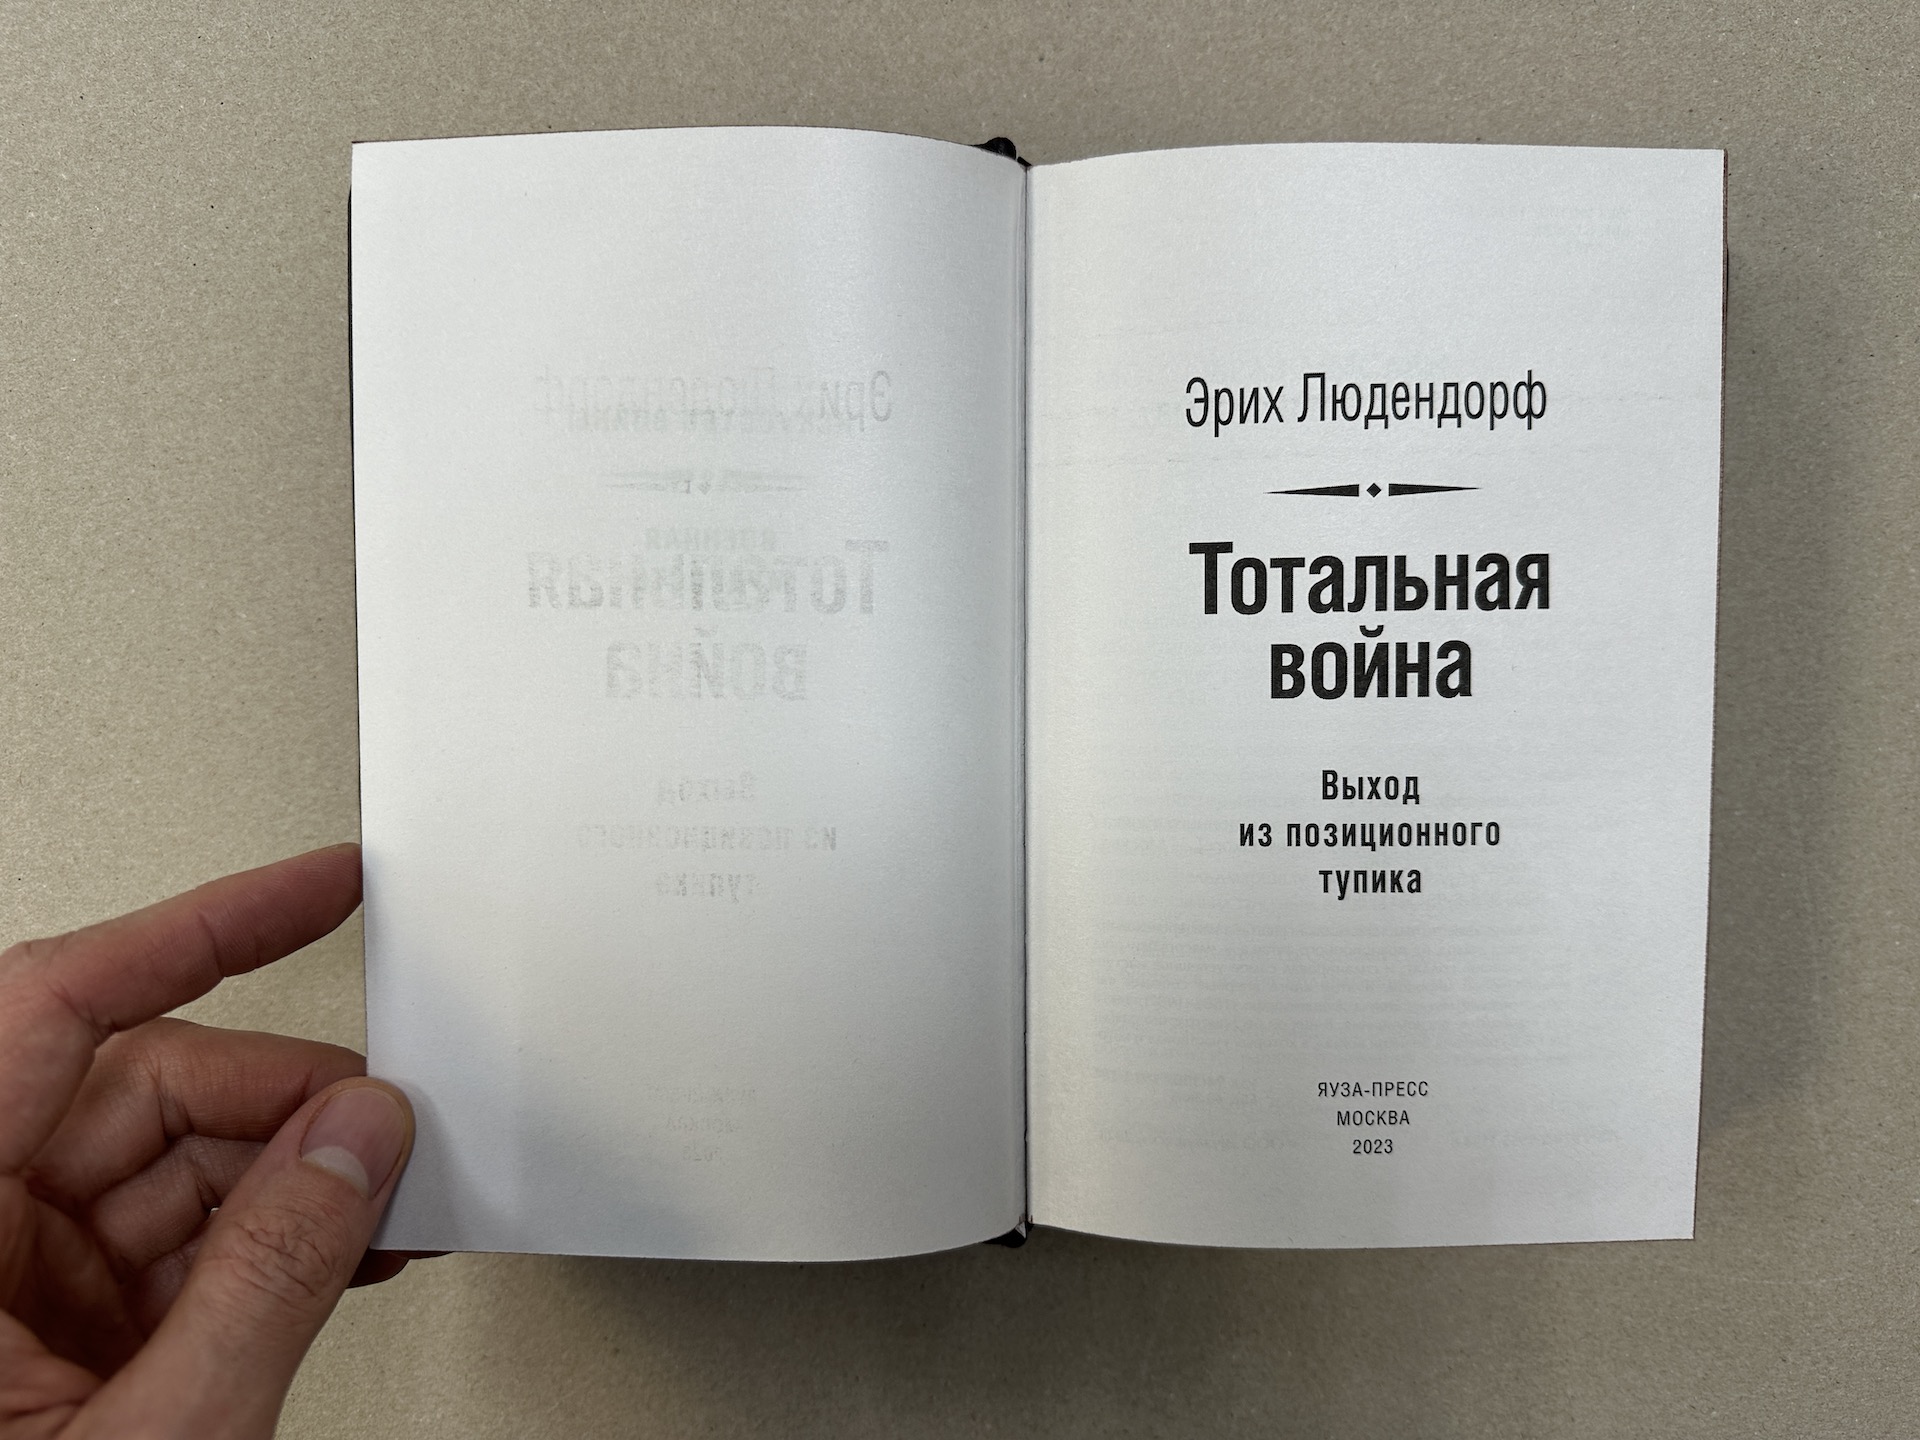 Эрих Людендорф
Тотальная
война
Выход
из позиционного
тупика
ЯУЗА-ПРЕСС
МОСКВА
2023